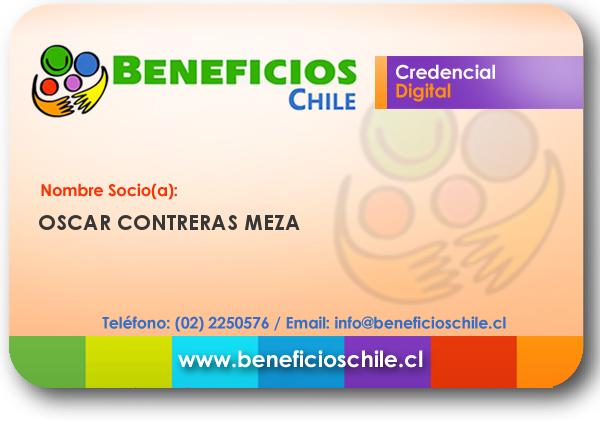 BENEFICIOS
CHILE
Credencial
Digital
Nombre Socio(a):
OSCAR CONTRERAS MEZA
Teléfono: (02) 2250576 / Email: info@beneficioschile.cl
www.beneficioschile.cl